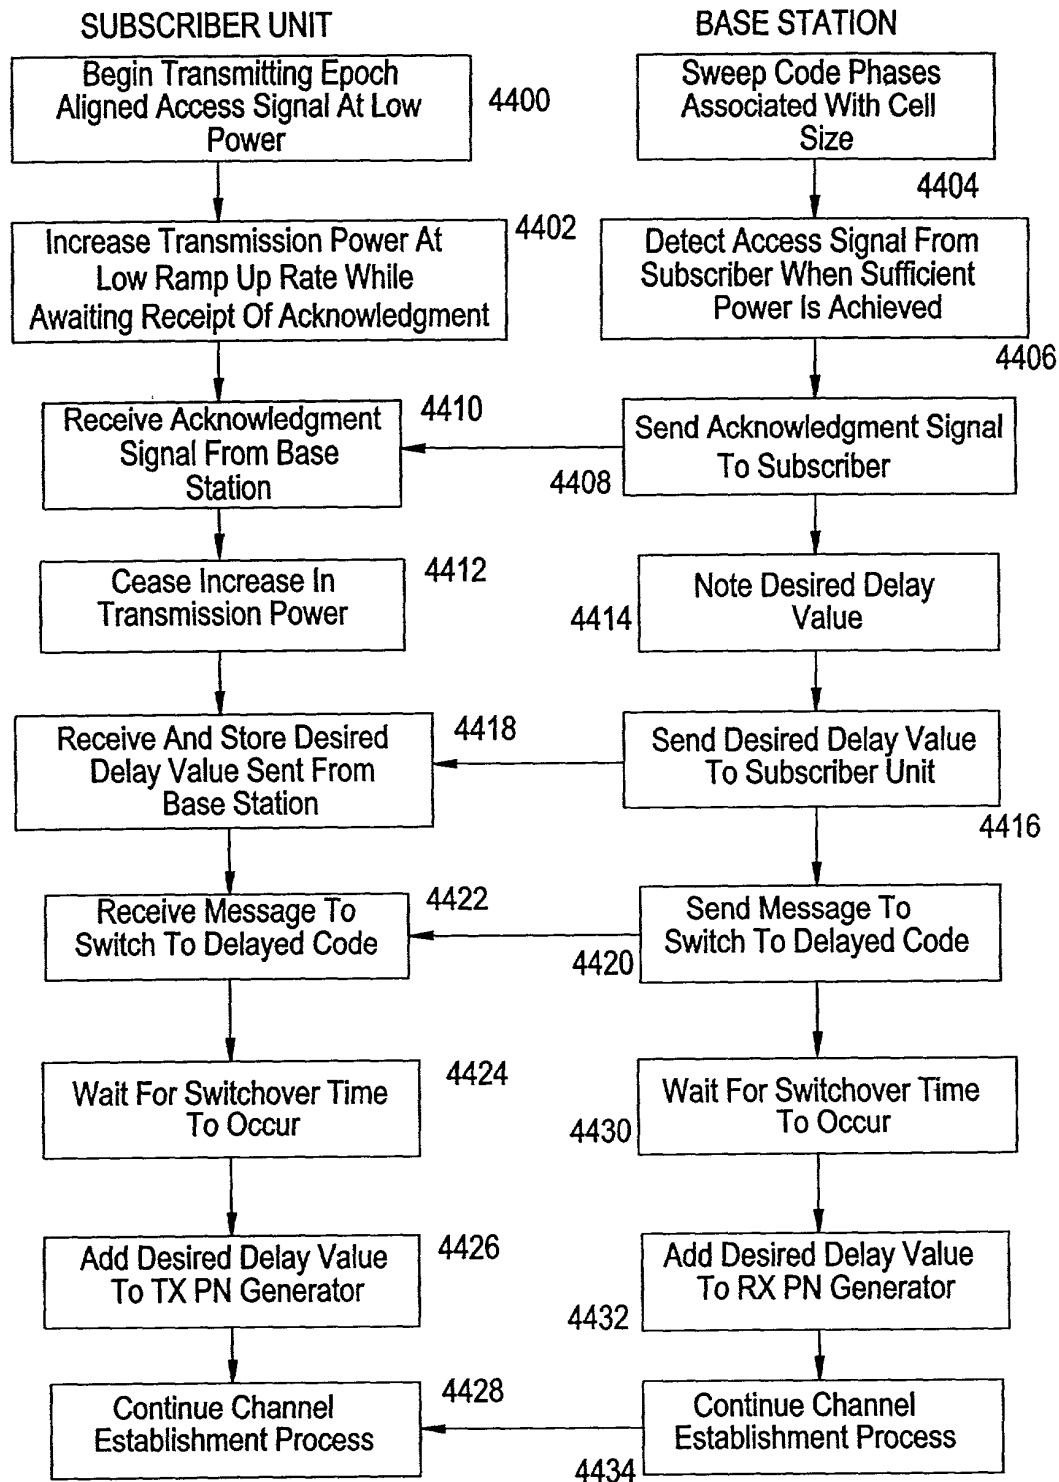 SUBSCRIBER UNIT
BASE STATION
Begin Transmitting Epoch
Aligned Access Signal At Low
Power
4400
Sweep Code Phases
Associated With Cell
Size
4404
Increase Transmission Power At
Low Ramp Up Rate While
Awaiting Receipt Of Acknowledgment
4402
Detect Access Signal From
Subscriber When Sufficient
Power Is Achieved
4406
Receive Acknowledgment
Signal From Base
Station
4410
Send Acknowledgment Signal
To Subscriber
4408
Cease Increase In
Transmission Power
4412
Note Desired Delay
Value
4414
Receive And Store Desired
Delay Value Sent From
Base Station
4418
Send Desired Delay Value
To Subscriber Unit
4416
Receive Message To
Switch To Delayed Code
4422
Send Message To
Switch To Delayed Code
4420
Wait For Switchover Time
To Occur
4424
Wait For Switchover Time
To Occur
4430
Add Desired Delay Value
To TX PN Generator
4426
Add Desired Delay Value
To RX PN Generator
4432
Continue Channel
Establishment Process
4428
Continue Channel
Establishment Process
4434